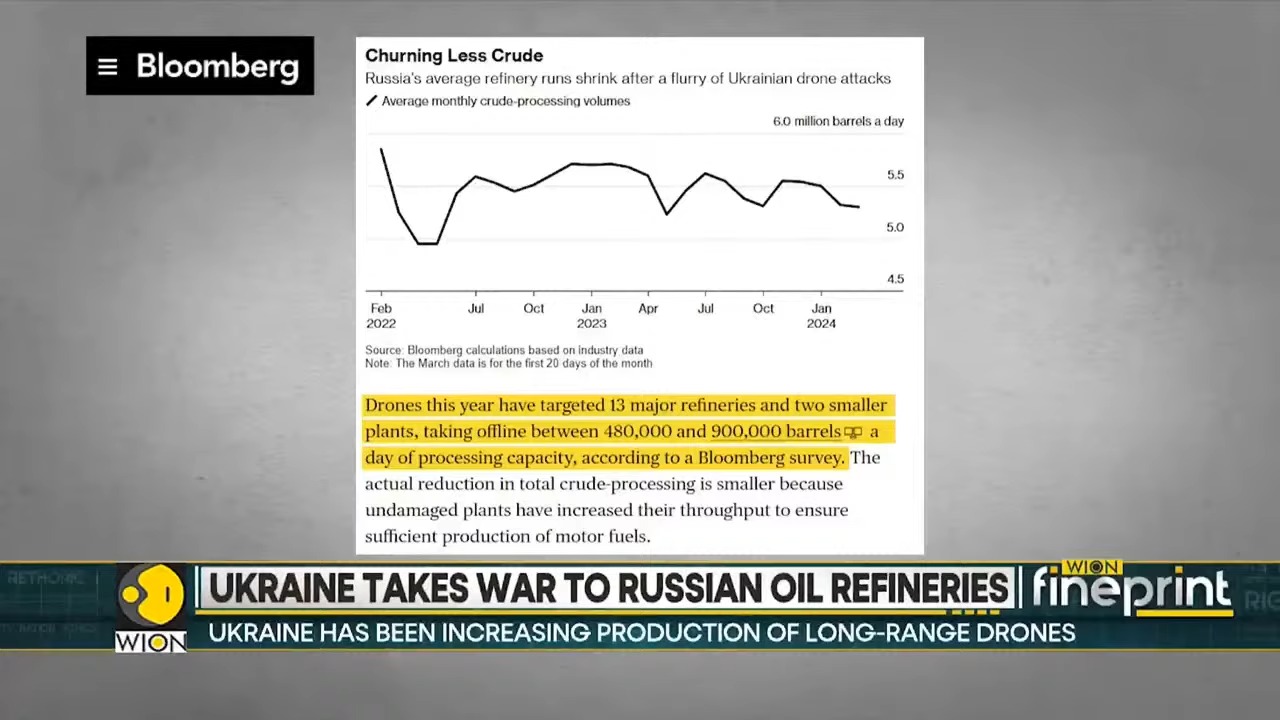 Bloomberg
Churning Less Crude
Russia's average refinery runs shrink after a flurry of Ukrainian drone attacks
Average monthly crude-processing volumes
6.0 million barrels a day
5.5
5.0
4.5
Feb Jul Oct Jan Apr Jul Oct Jan
2022 2023 2024
Source: Bloomberg calculations based on industry data
Note: The March data is for the first 20 days of the month
Drones this year have targeted 13 major refineries and two smaller
plants, taking offline between 480,000 and 900,000 barrels a
day of processing capacity, according to a Bloomberg survey. The
actual reduction in total crude-processing is smaller because
undamaged plants have increased their throughput to ensure
sufficient production of motor fuels.
UKRAINE TAKES WAR TO RUSSIAN OIL REFINERIES
WION
fineprint
WION
UKRAINE HAS BEEN INCREASING PRODUCTION OF LONG-RANGE DRONES